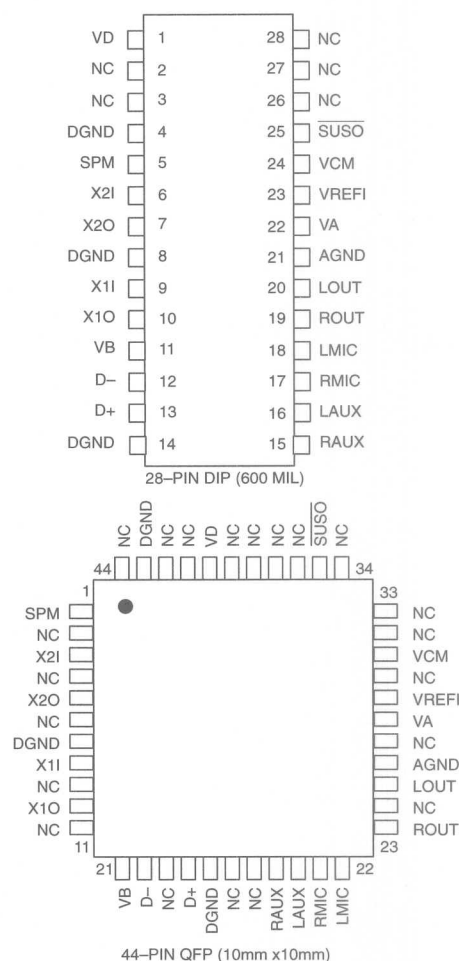 VD 1 28 NC
NC 2 27 NC
NC 3 26 NC
DGND 4 25 SUSO
SPM 5 24 VCM
X2I 6 23 VREFI
X2O 7 22 VA
DGND 8 21 AGND
X1I 9 20 LOUT
X1O 10 19 ROUT
VB 11 18 LMIC
D– 12 17 RMIC
D+ 13 16 LAUX
DGND 14 15 RAUX
28–PIN DIP (600 MIL)
NC DGND NC NC VD NC NC NC NC SUSO NC
44 34
1 33
SPM NC
NC NC
X2I VCM
NC NC
X2O VREFI
NC VA
DGND NC
X1I AGND
NC LOUT
X1O NC
NC ROUT
11 23
21 22
VB D– NC D+ DGND NC NC RAUX LAUX RMIC LMIC
44–PIN QFP (10mm x10mm)